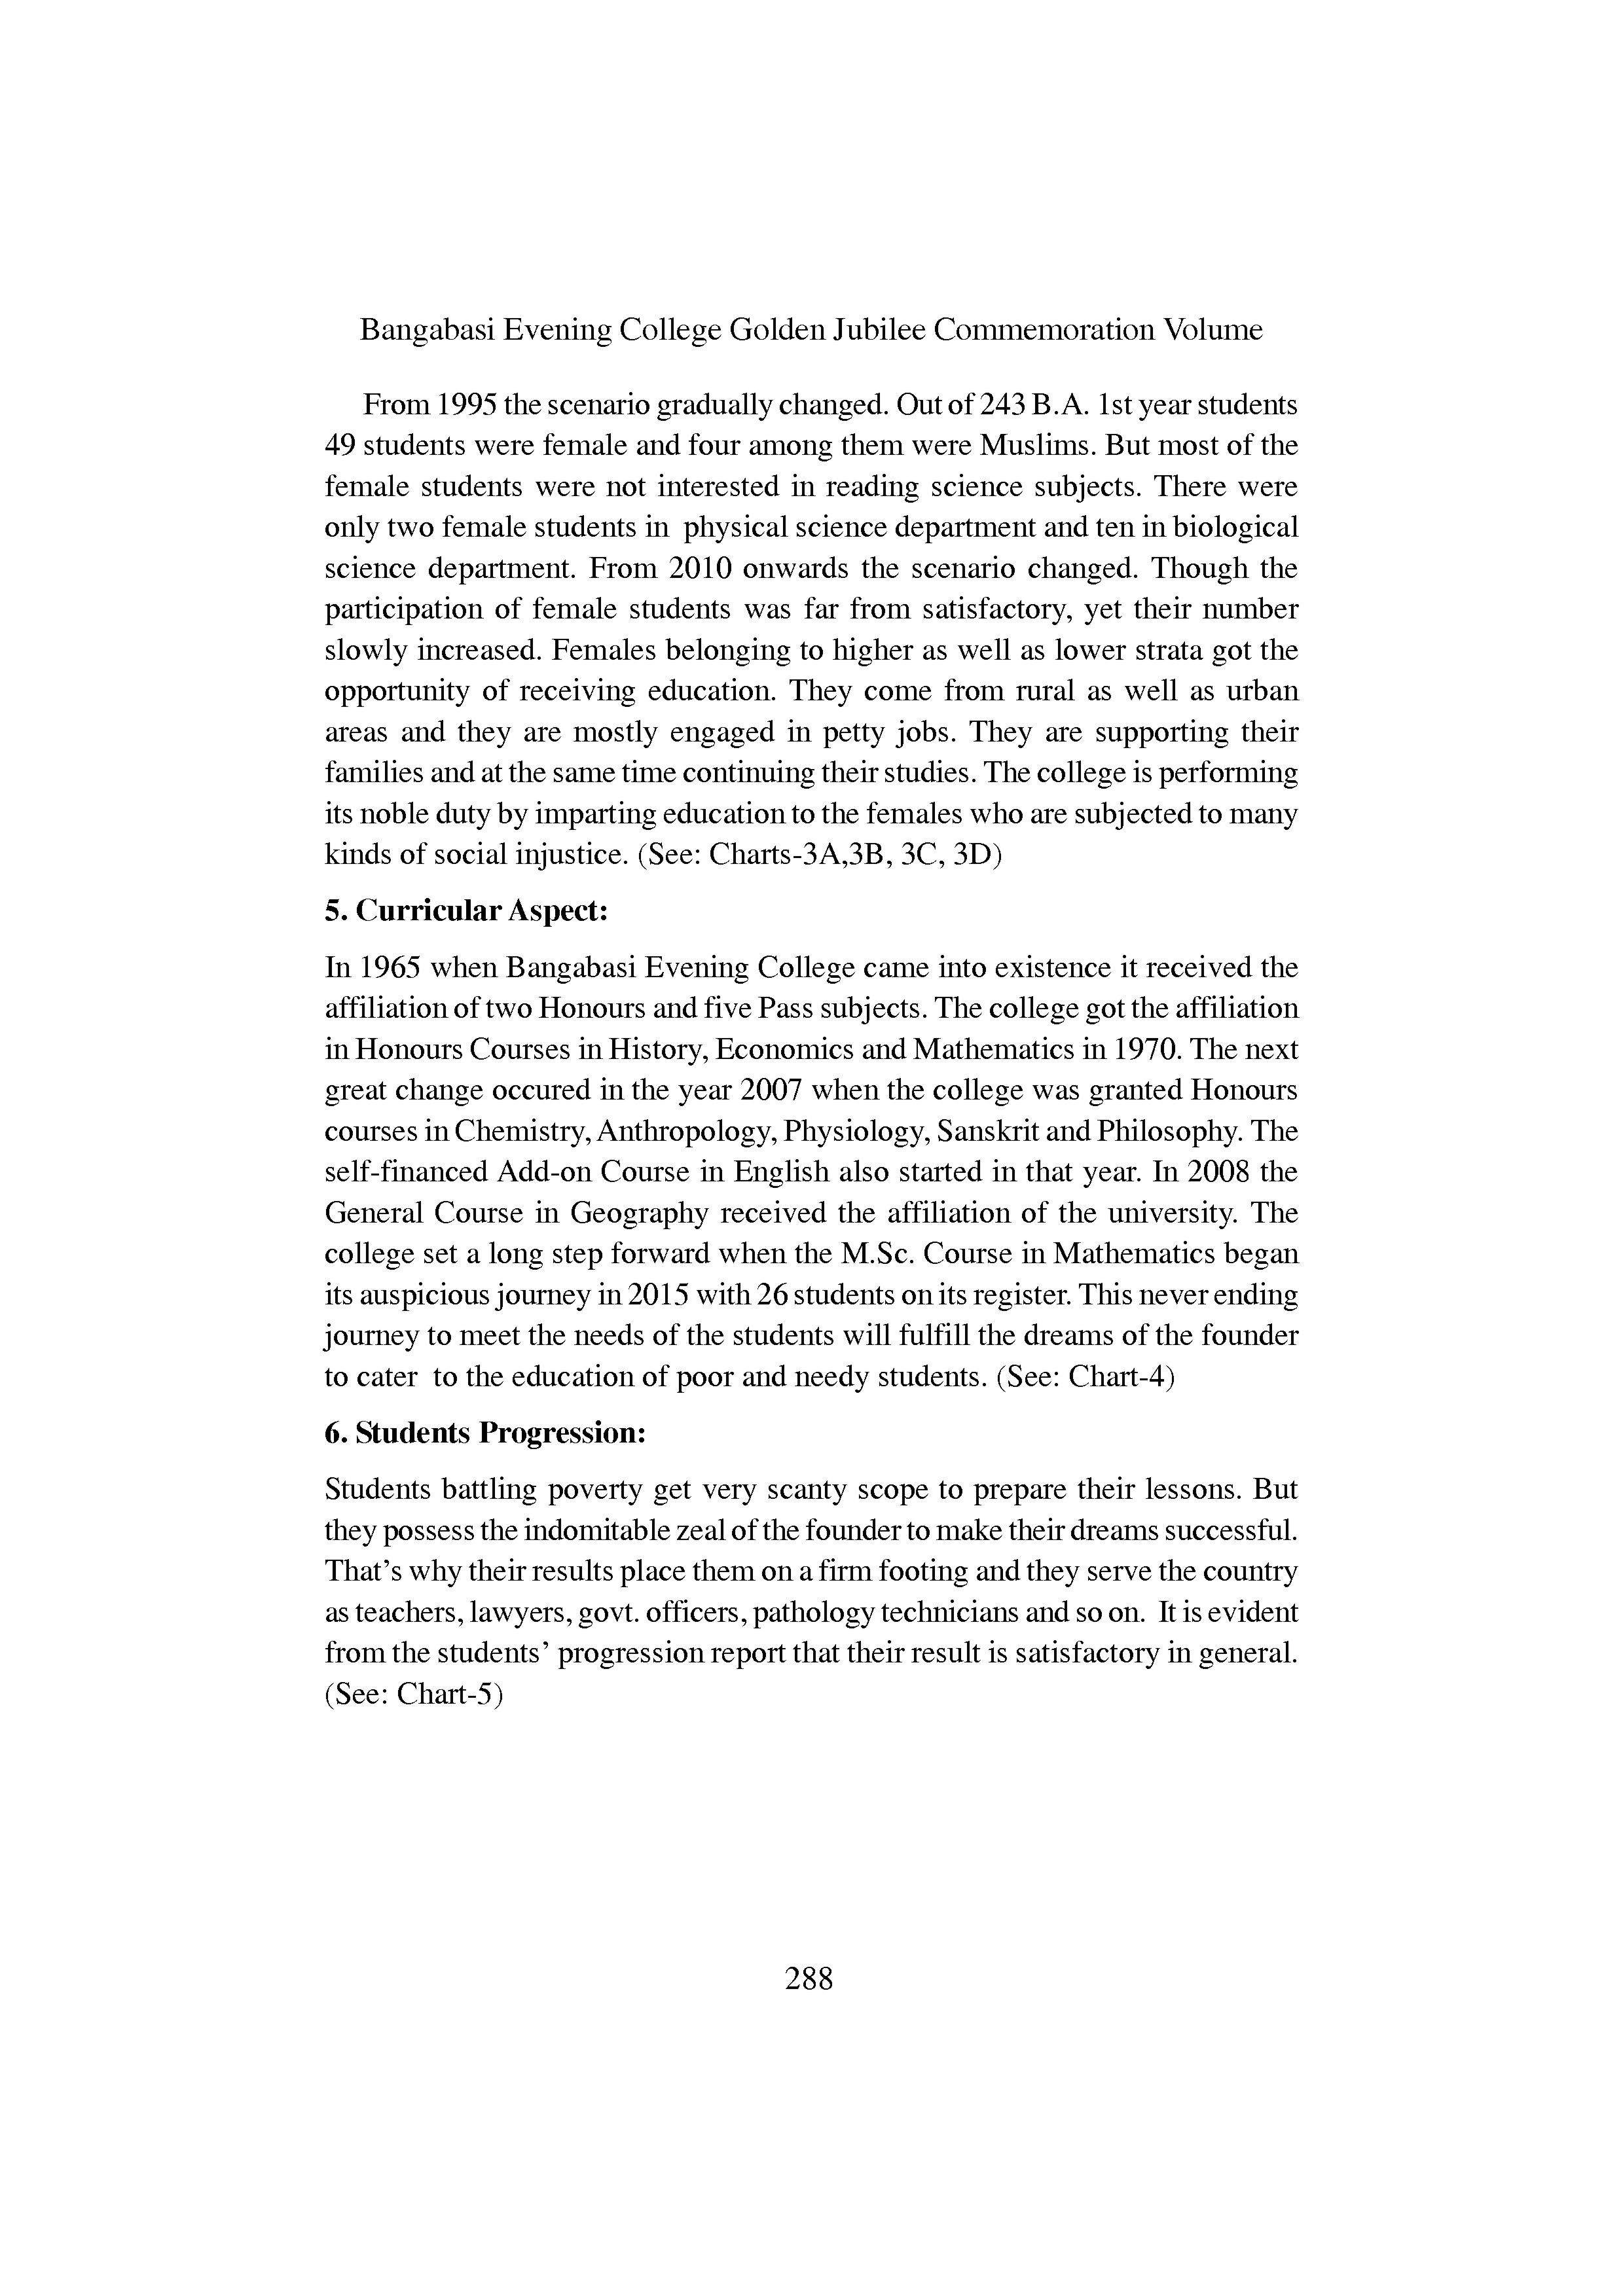 Bangabasi Evening College Golden Jubilee Commemoration Volume
From 1995 the scenario gradually changed. Out of 243 B.A. 1st year students
49 students were female and four among them were Muslims. But most of the
female students were not interested in reading science subjects. There were
only two female students in physical science department and ten in biological
science department. From 2010 onwards the scenario changed. Though the
participation of female students was far from satisfactory, yet their number
slowly increased. Females belonging to higher as well as lower strata got the
opportunity of receiving education. They come from rural as well as urban
areas and they are mostly engaged in petty jobs. They are supporting their
families and at the same time continuing their studies. The college is performing
its noble duty by imparting education to the females who are subjected to many
kinds of social injustice. (See: Charts-3A,3B, 3C, 3D)
5. Curricular Aspect:
In 1965 when Bangabasi Evening College came into existence it received the
affiliation of two Honours and five Pass subjects. The college got the affiliation
in Honours Courses in History, Economics and Mathematics in 1970. The next
great change occured in the year 2007 when the college was granted Honours
courses in Chemistry, Anthropology, Physiology, Sanskrit and Philosophy. The
self-financed Add-on Course in English also started in that year. In 2008 the
General Course in Geography received the affiliation of the university. The
college set a long step forward when the M.Sc. Course in Mathematics began
its auspicious journey in 2015 with 26 students on its register. This never ending
journey to meet the needs of the students will fulfill the dreams of the founder
to cater to the education of poor and needy students. (See: Chart-4)
6. Students Progression:
Students battling poverty get very scanty scope to prepare their lessons. But
they possess the indomitable zeal of the founder to make their dreams successful.
That's why their results place them on a firm footing and they serve the country
as teachers, lawyers, govt. officers, pathology technicians and so on. It is evident
from the students' progression report that their result is satisfactory in general.
(See: Chart-5)
288